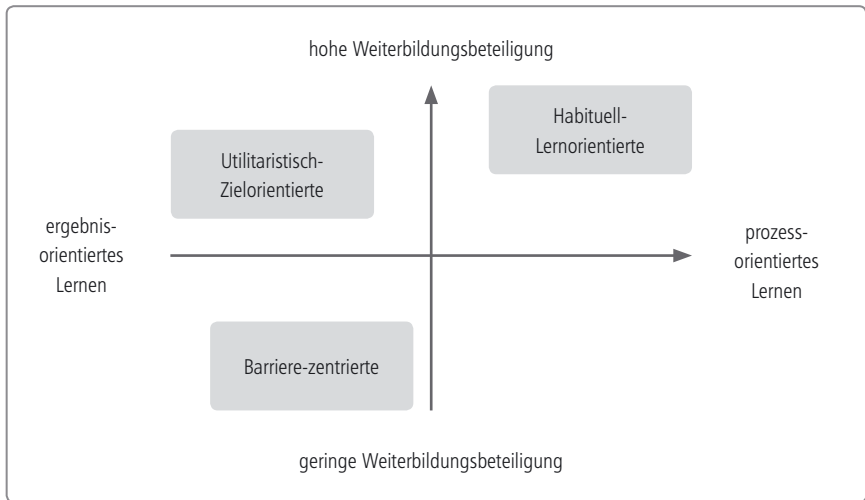 hohe Weiterbildungsbeteiligung
Habituell-
Lernorientierte
Utilitaristisch-
Zielorientierte
ergebnis-
orientiertes
Lernen
prozess-
orientiertes
Lernen
Barriere-zentrierte
geringe Weiterbildungsbeteiligung